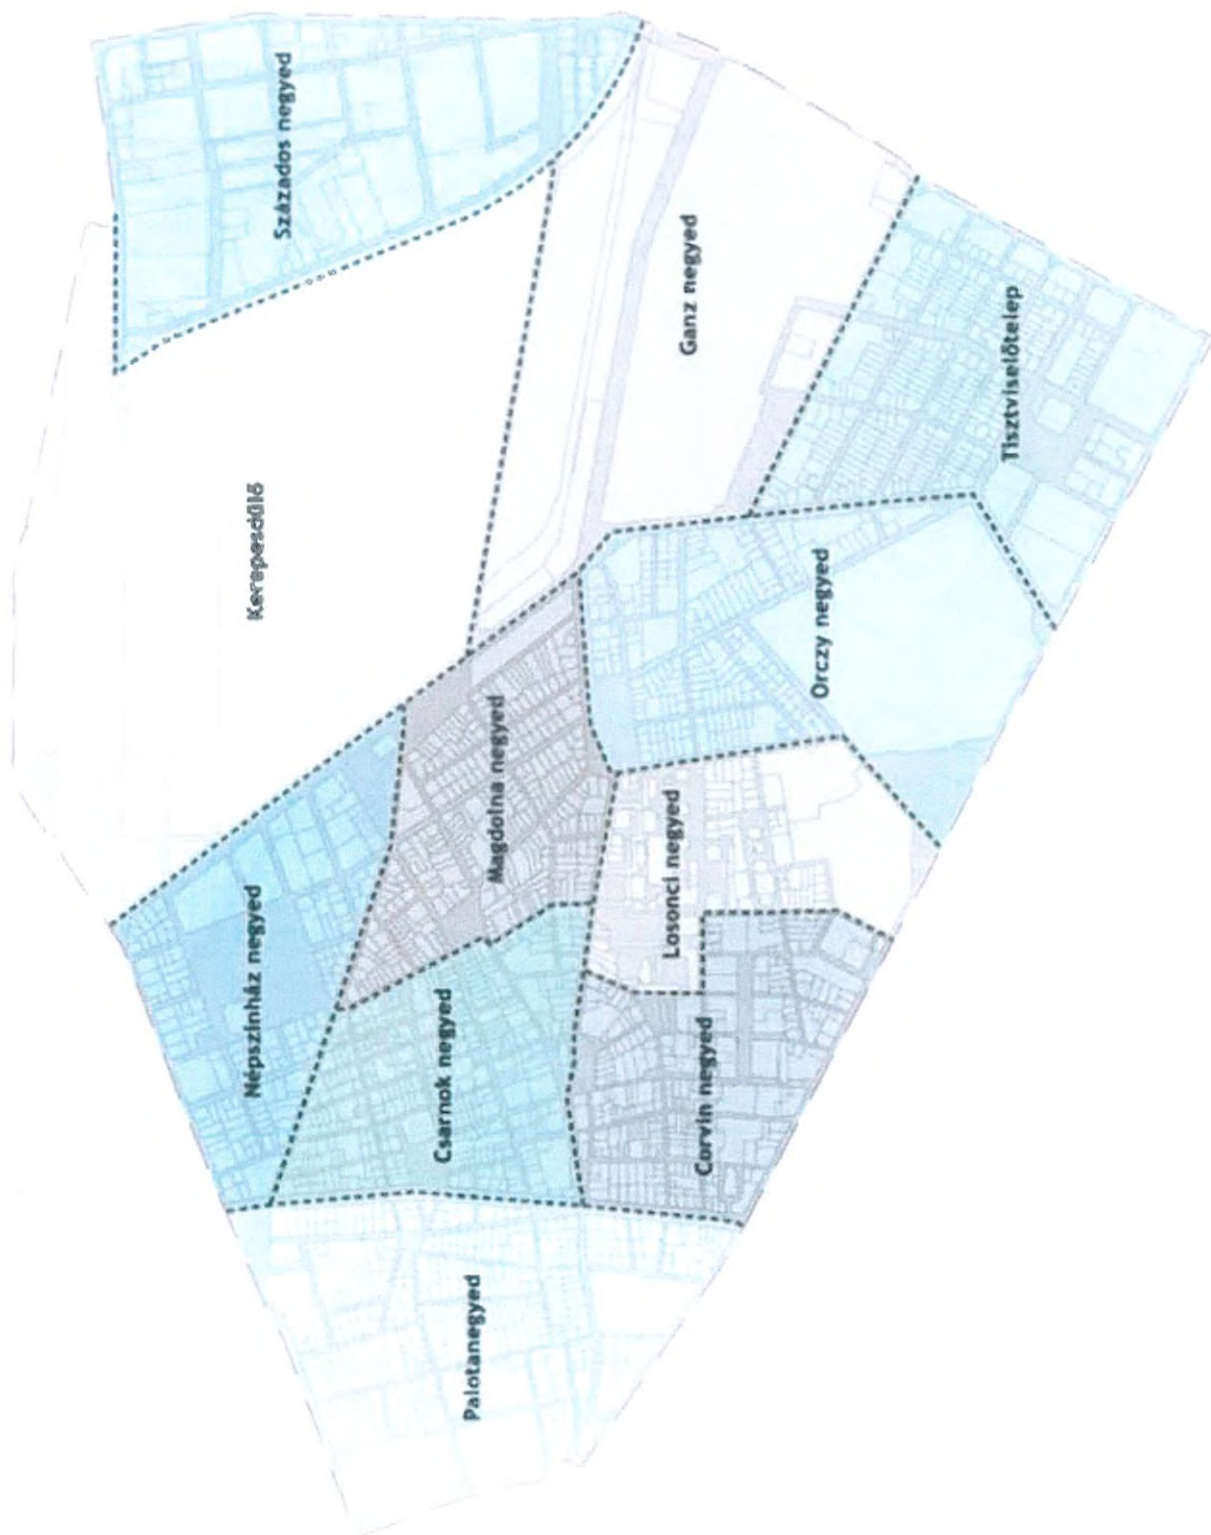 Százados negyed
Kerepesdűlő
Ganz negyed
Tisztviselőtelep
Népszínház negyed
Magdolna negyed
Orczy negyed
Csarnok negyed
Losonci negyed
Corvin negyed
Palotanegyed